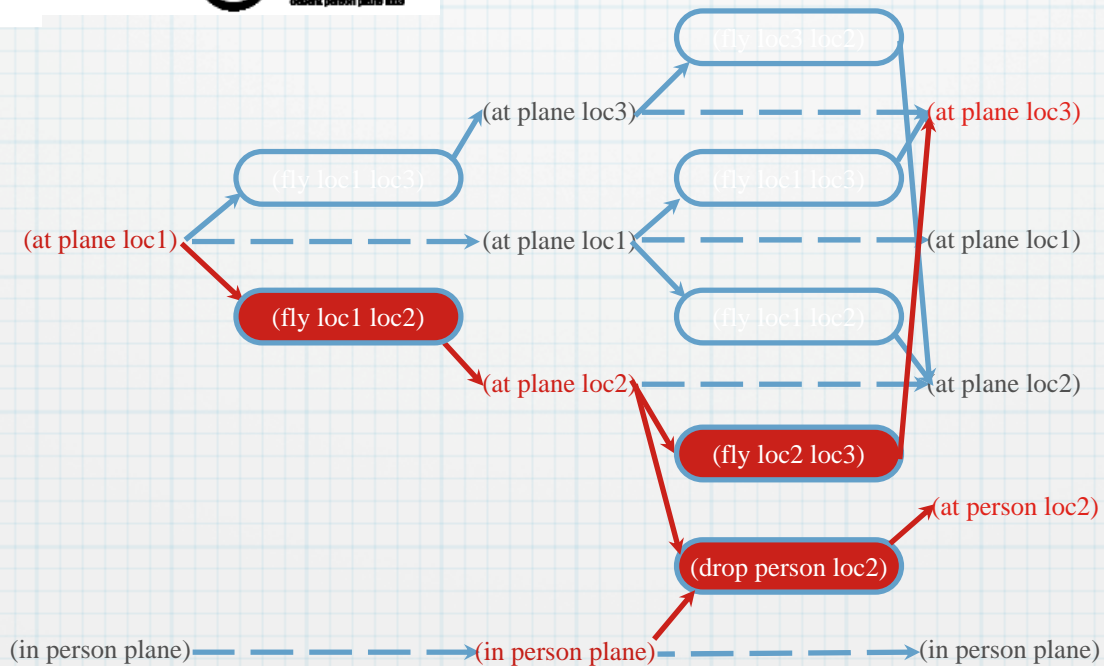 (fly loc3 loc2)
(at plane loc3)
(at plane loc3)
(fly loc1 loc3)
(fly loc1 loc3)
(at plane loc1)
(at plane loc1)
(at plane loc1)
(fly loc1 loc2)
(fly loc1 loc2)
(at plane loc2)
(at plane loc2)
(fly loc2 loc3)
(at person loc2)
(drop person loc2)
(in person plane)
(in person plane)
(in person plane)